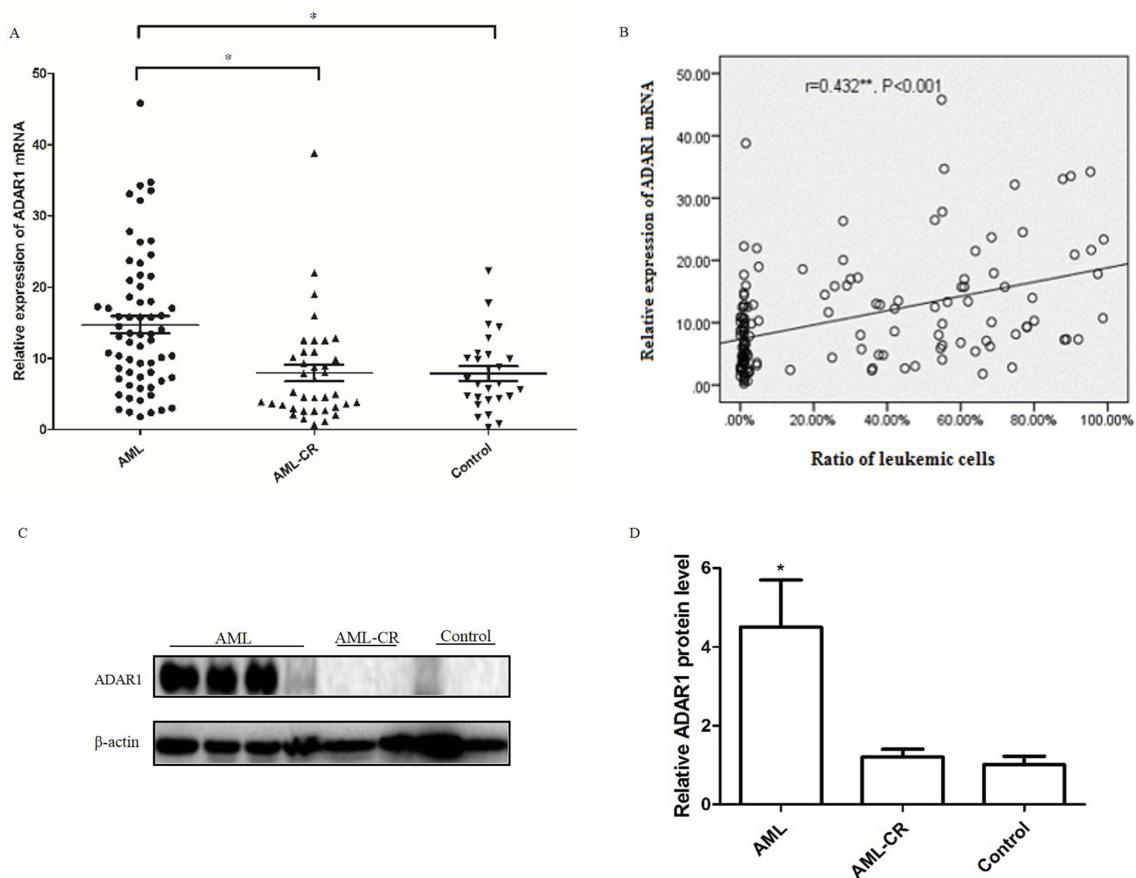 A
*
*
50
40
30
20
10
0
Relative expression of ADAR1 mRNA
AML
AML-CR
Control
B
r=0.432**, P<0.001
50.00
40.00
30.00
20.00
10.00
.00
Relative expression of ADAR1 mRNA
.00% 20.00% 40.00% 60.00% 80.00% 100.00%
Ratio of leukemic cells
C
AML AML-CR Control
ADAR1
β-actin
D
*
6
4
2
0
Relative ADAR1 protein level
AML
AML-CR
Control